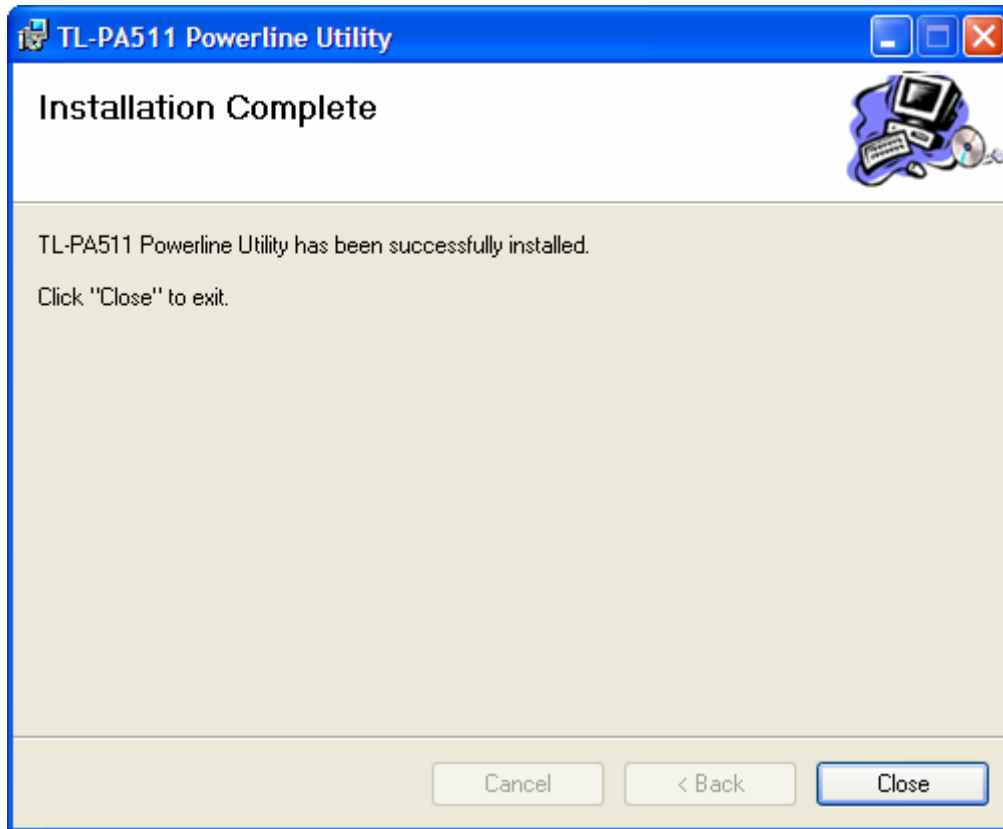 TL-PA511 Powerline Utility
Installation Complete
TL-PA511 Powerline Utility has been successfully installed.
Click "Close" to exit.
Cancel
< Back
Close